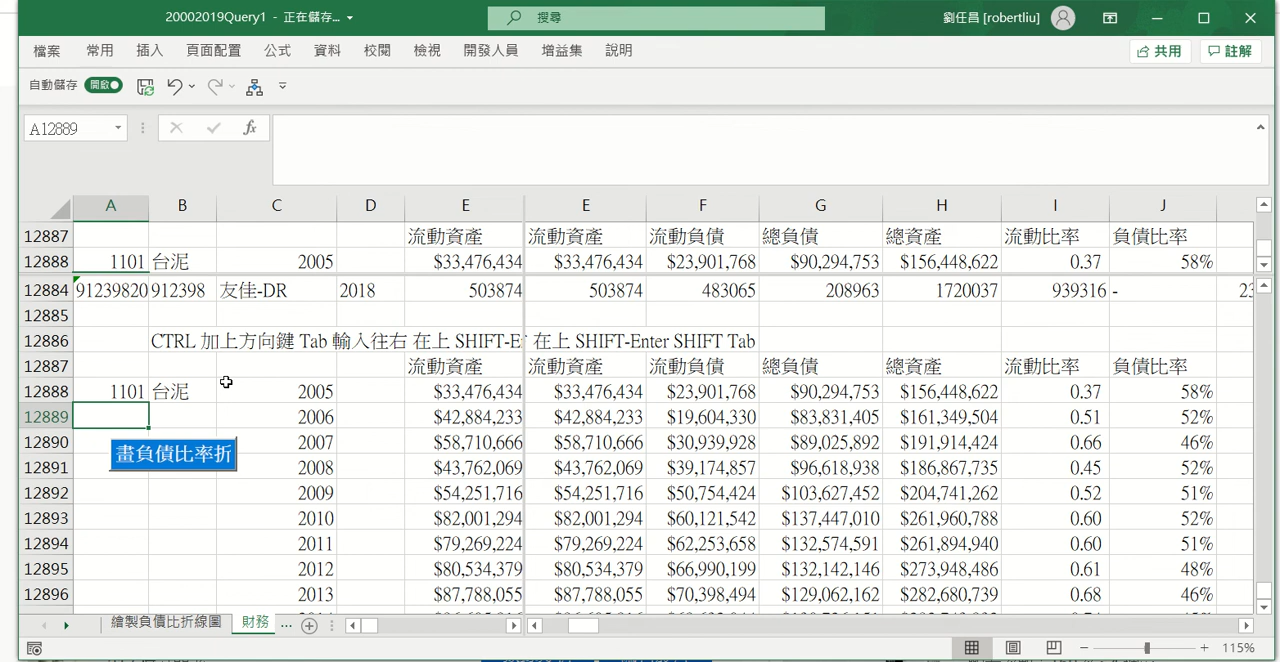 20002019Query1 - 正在儲存...
搜尋
劉任昌 [robertliu]
檔案 常用 插入 頁面配置 公式 資料 校閱 檢視 開發人員 增益集 說明
共用 註解
自動儲存 開啟
A12889 fx
A B C D E E F G H I J
12887 流動資產 流動資產 流動負債 總負債 總資產 流動比率 負債比率
12888 1101 台泥 2005 $33,476,434 $33,476,434 $23,901,768 $90,294,753 $156,448,622 0.37 58%
12884 91239820 912398 友佳-DR 2018 503874 503874 483065 208963 1720037 939316 - 23
12885
12886 CTRL 加上方向鍵 Tab 輸入往右 在上 SHIFT-Er 在上 SHIFT-Enter SHIFT Tab
12887 流動資產 流動資產 流動負債 總負債 總資產 流動比率 負債比率
12888 1101 台泥 2005 $33,476,434 $33,476,434 $23,901,768 $90,294,753 $156,448,622 0.37 58%
12889 2006 $42,884,233 $42,884,233 $19,604,330 $83,831,405 $161,349,504 0.51 52%
12890 2007 $58,710,666 $58,710,666 $30,939,928 $89,025,892 $191,914,424 0.66 46%
畫負債比率折
12891 2008 $43,762,069 $43,762,069 $39,174,857 $96,618,938 $186,867,735 0.45 52%
12892 2009 $54,251,716 $54,251,716 $50,754,424 $103,627,452 $204,741,262 0.52 51%
12893 2010 $82,001,294 $82,001,294 $60,121,542 $137,447,010 $261,960,788 0.60 52%
12894 2011 $79,269,224 $79,269,224 $62,253,658 $132,574,591 $261,894,940 0.60 51%
12895 2012 $80,534,379 $80,534,379 $66,990,199 $132,142,146 $273,948,486 0.61 48%
12896 2013 $87,788,055 $87,788,055 $70,398,494 $129,062,162 $282,680,739 0.68 46%
繪製負債比折線圖 財務 ...
115%